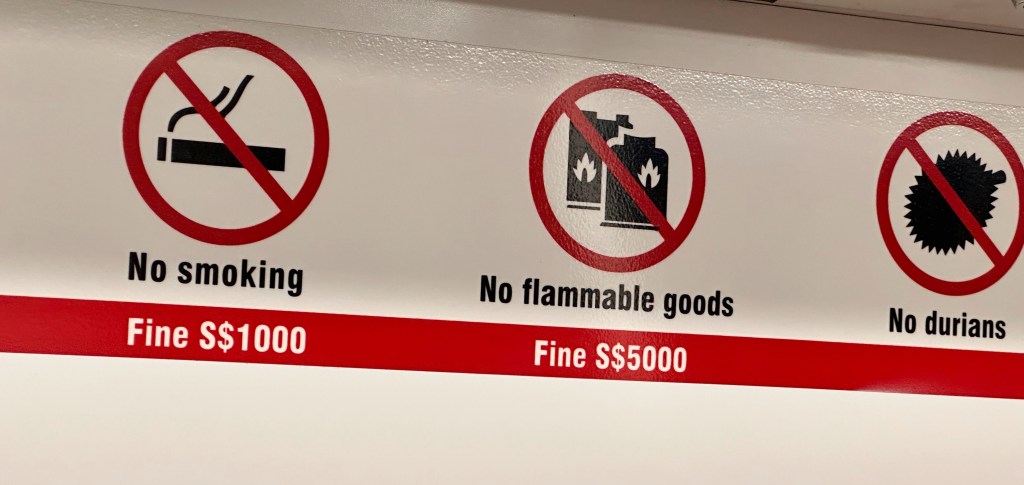 No smoking
Fine S$1000
No flammable goods
Fine S$5000
No durians